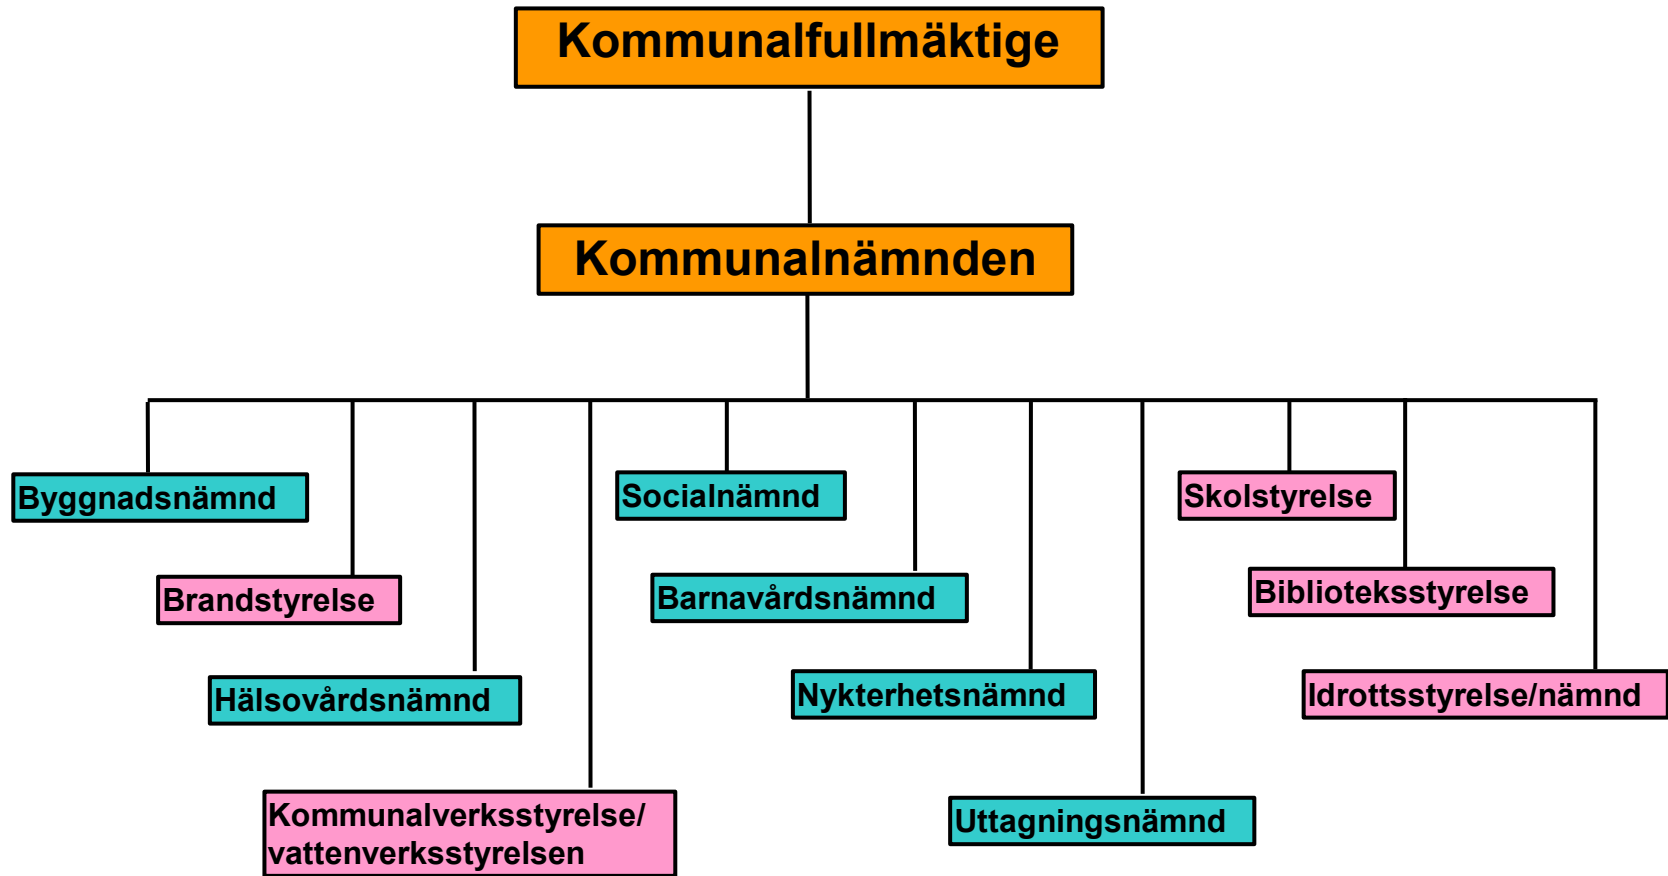 Kommunalfullmäktige
Kommunalnämnden
Byggnadsnämnd
Socialnämnd
Skolstyrelse
Brandstyrelse
Barnavårdsnämnd
Biblioteksstyrelse
Hälsovårdsnämnd
Nykterhetsnämnd
Idrottsstyrelse/nämnd
Kommunalverksstyrelse/
vattenverksstyrelsen
Uttagningsnämnd